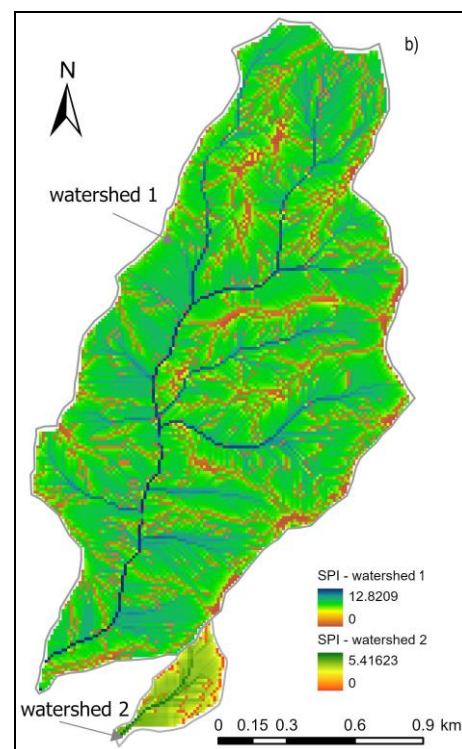 b)
N
watershed 1
SPI - watershed 1
12.8209
0
SPI - watershed 2
5.41623
0
watershed 2
0 0.15 0.3 0.6 0.9 km